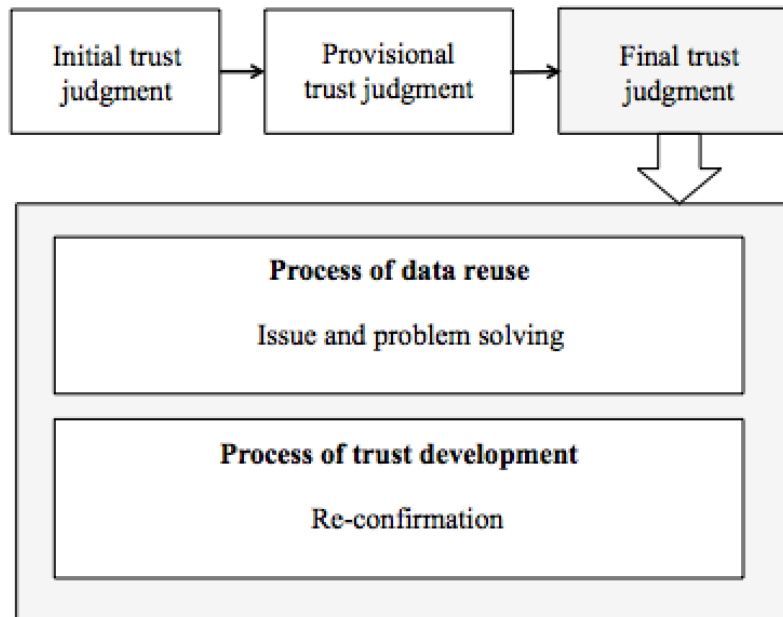 Initial trust
judgment
Provisional
trust judgment
Final trust
judgment
Process of data reuse
Issue and problem solving
Process of trust development
Re-confirmation